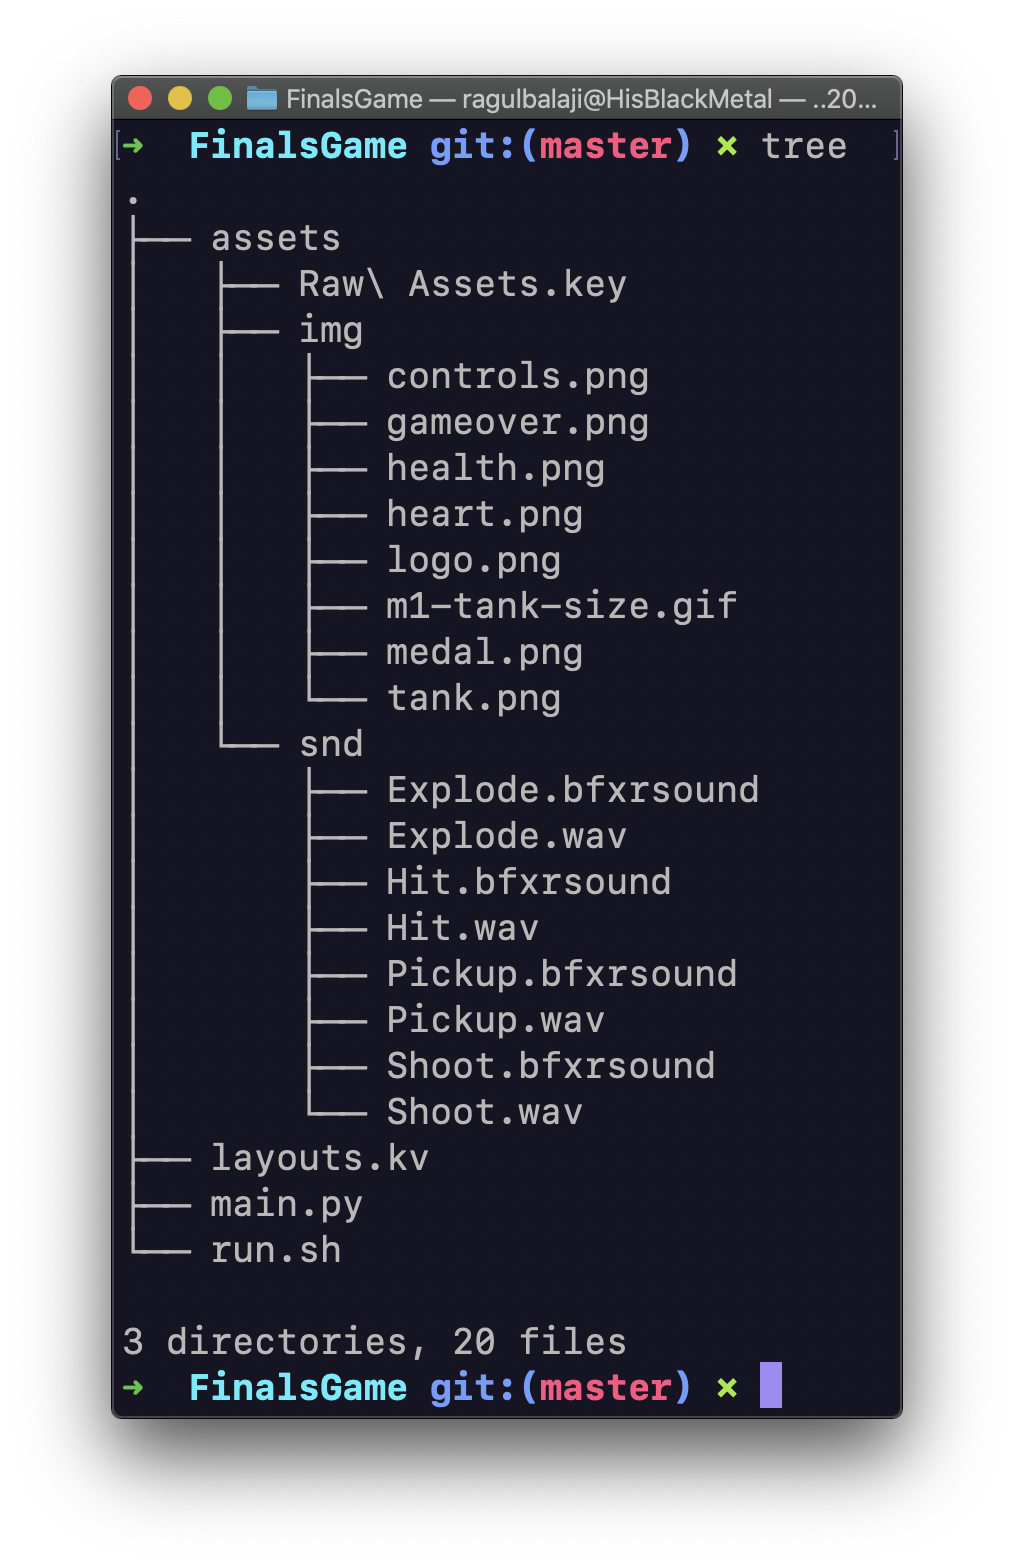 FinalsGame — ragulbalaji@HisBlackMetal — ..20...
[➜  FinalsGame git:(master) ✗ tree  ]
.
├── assets
│   ├── Raw\ Assets.key
│   ├── img
│   │   ├── controls.png
│   │   ├── gameover.png
│   │   ├── health.png
│   │   ├── heart.png
│   │   ├── logo.png
│   │   ├── m1-tank-size.gif
│   │   ├── medal.png
│   │   └── tank.png
│   └── snd
│       ├── Explode.bfxrsound
│       ├── Explode.wav
│       ├── Hit.bfxrsound
│       ├── Hit.wav
│       ├── Pickup.bfxrsound
│       ├── Pickup.wav
│       ├── Shoot.bfxrsound
│       └── Shoot.wav
├── layouts.kv
├── main.py
└── run.sh
3 directories, 20 files
➜  FinalsGame git:(master) ✗